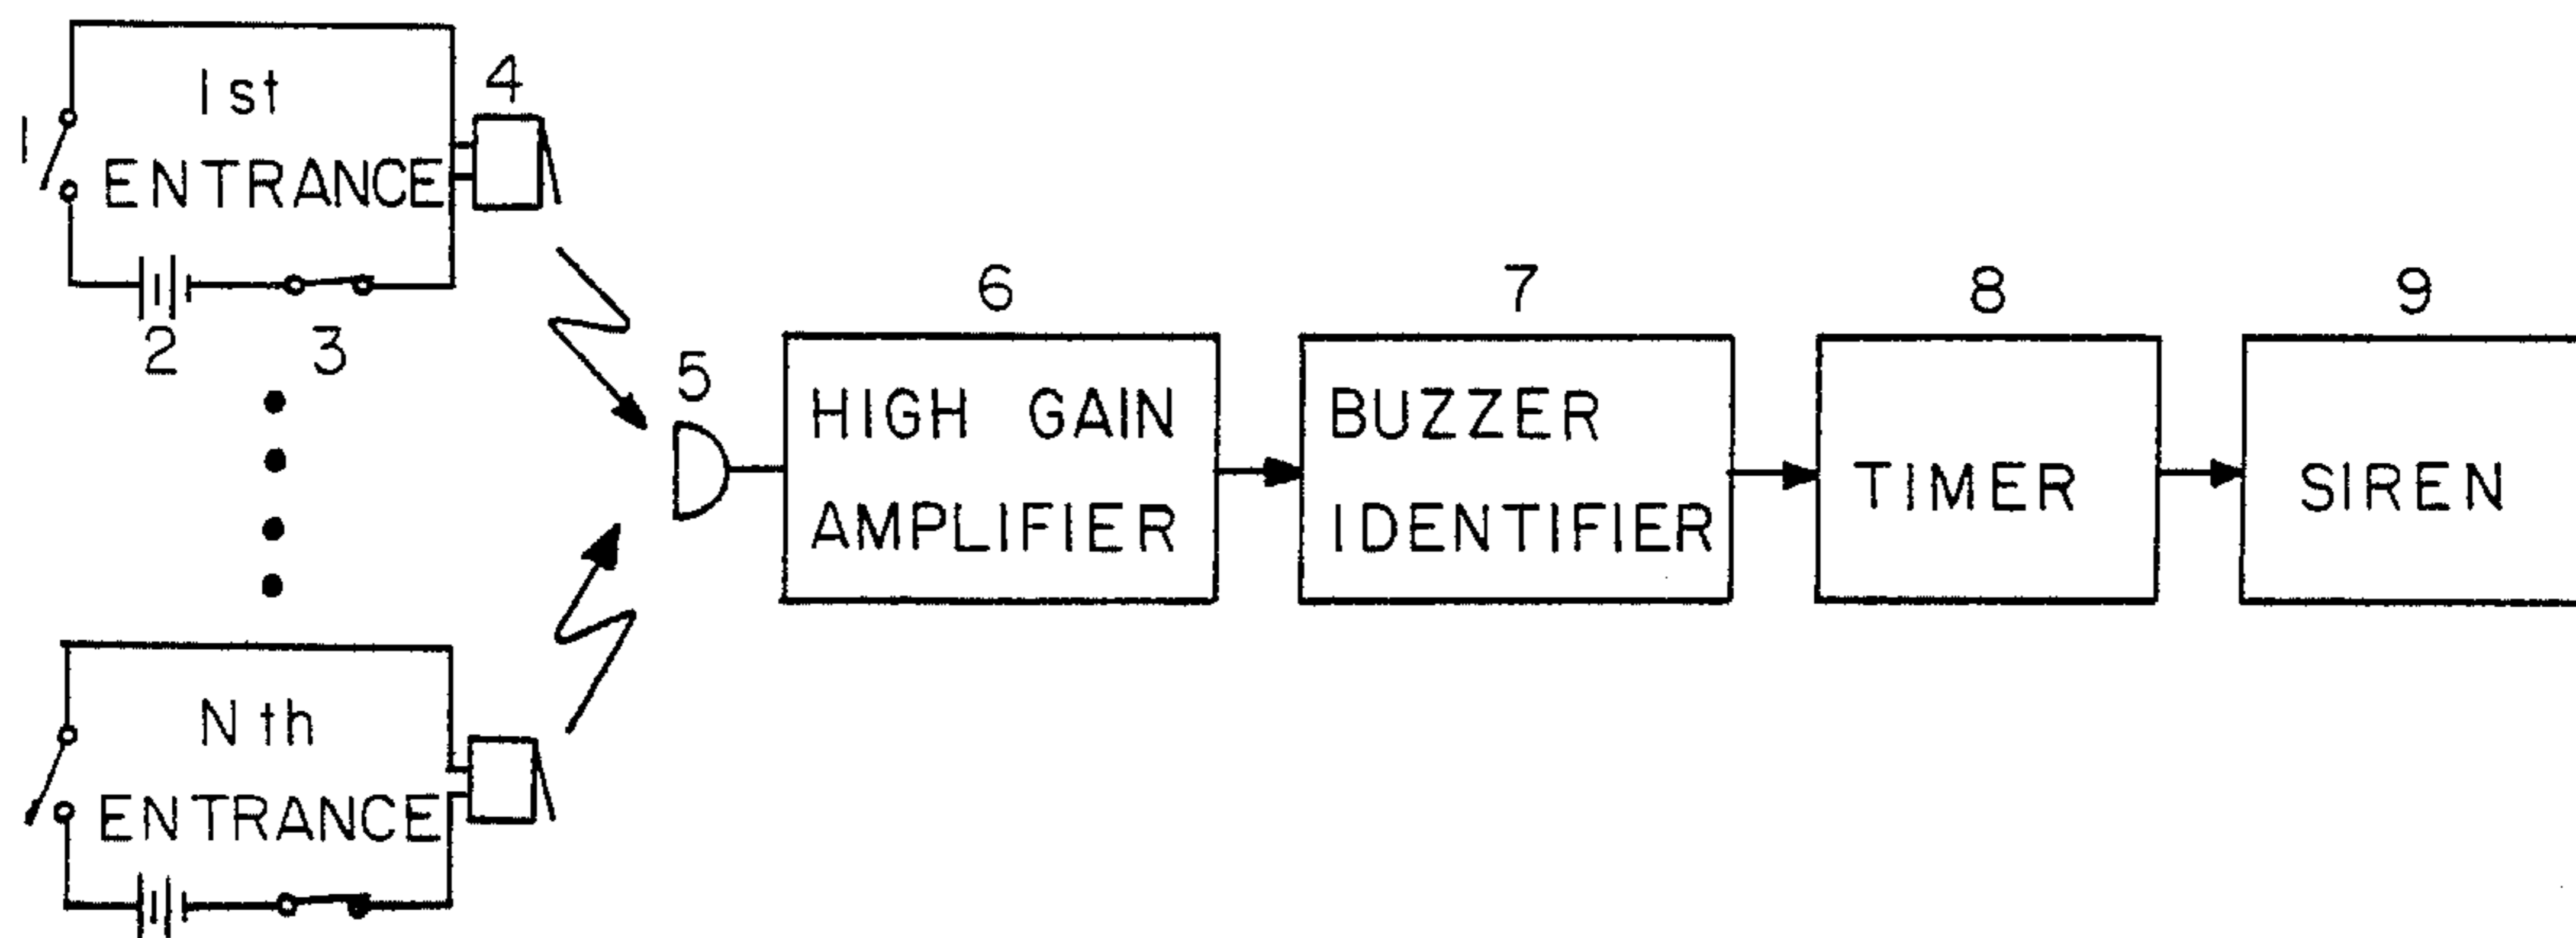 1st
ENTRANCE
1
2
3
4
5
6
HIGH GAIN
AMPLIFIER
7
BUZZER
IDENTIFIER
8
TIMER
9
SIREN
Nth
ENTRANCE